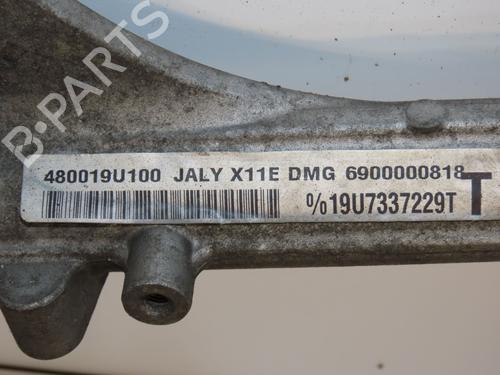 B-PARTS
480019U100 JALY X11E DMG 6900000818
%19U7337229T
T